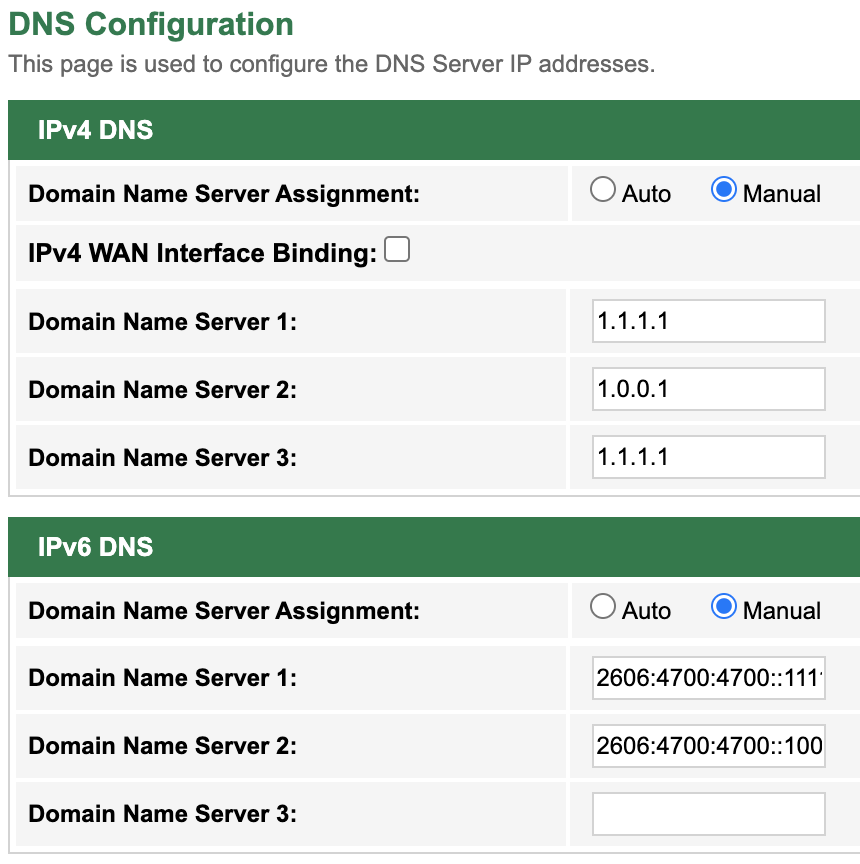 DNS Configuration
This page is used to configure the DNS Server IP addresses.
IPv4 DNS
Domain Name Server Assignment: Auto Manual
IPv4 WAN Interface Binding:
Domain Name Server 1: 1.1.1.1
Domain Name Server 2: 1.0.0.1
Domain Name Server 3: 1.1.1.1
IPv6 DNS
Domain Name Server Assignment: Auto Manual
Domain Name Server 1: 2606:4700:4700::111
Domain Name Server 2: 2606:4700:4700::100
Domain Name Server 3: